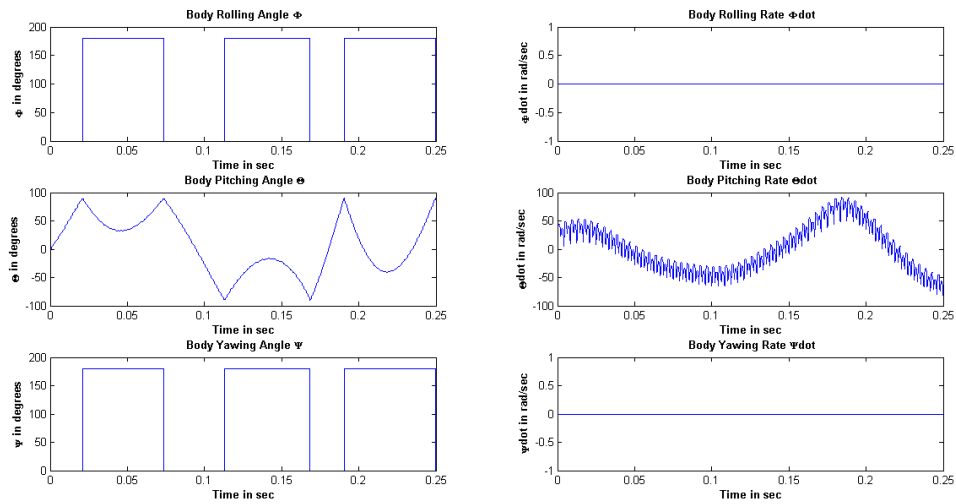 Body Rolling Angle Φ
Φ in degrees
200
150
100
50
0
0 0.05 0.1 0.15 0.2 0.25
Time in sec
Body Rolling Rate Φdot
Φdot in rad/sec
1
0.5
0
-0.5
-1
0 0.05 0.1 0.15 0.2 0.25
Time in sec
Body Pitching Angle Θ
Θ in degrees
100
50
0
-50
-100
0 0.05 0.1 0.15 0.2 0.25
Time in sec
Body Pitching Rate Θdot
Θdot in rad/sec
100
50
0
-50
-100
0 0.05 0.1 0.15 0.2 0.25
Time in sec
Body Yawing Angle Ψ
Ψ in degrees
200
150
100
50
0
0 0.05 0.1 0.15 0.2 0.25
Time in sec
Body Yawing Rate Ψdot
Ψdot in rad/sec
1
0.5
0
-0.5
-1
0 0.05 0.1 0.15 0.2 0.25
Time in sec